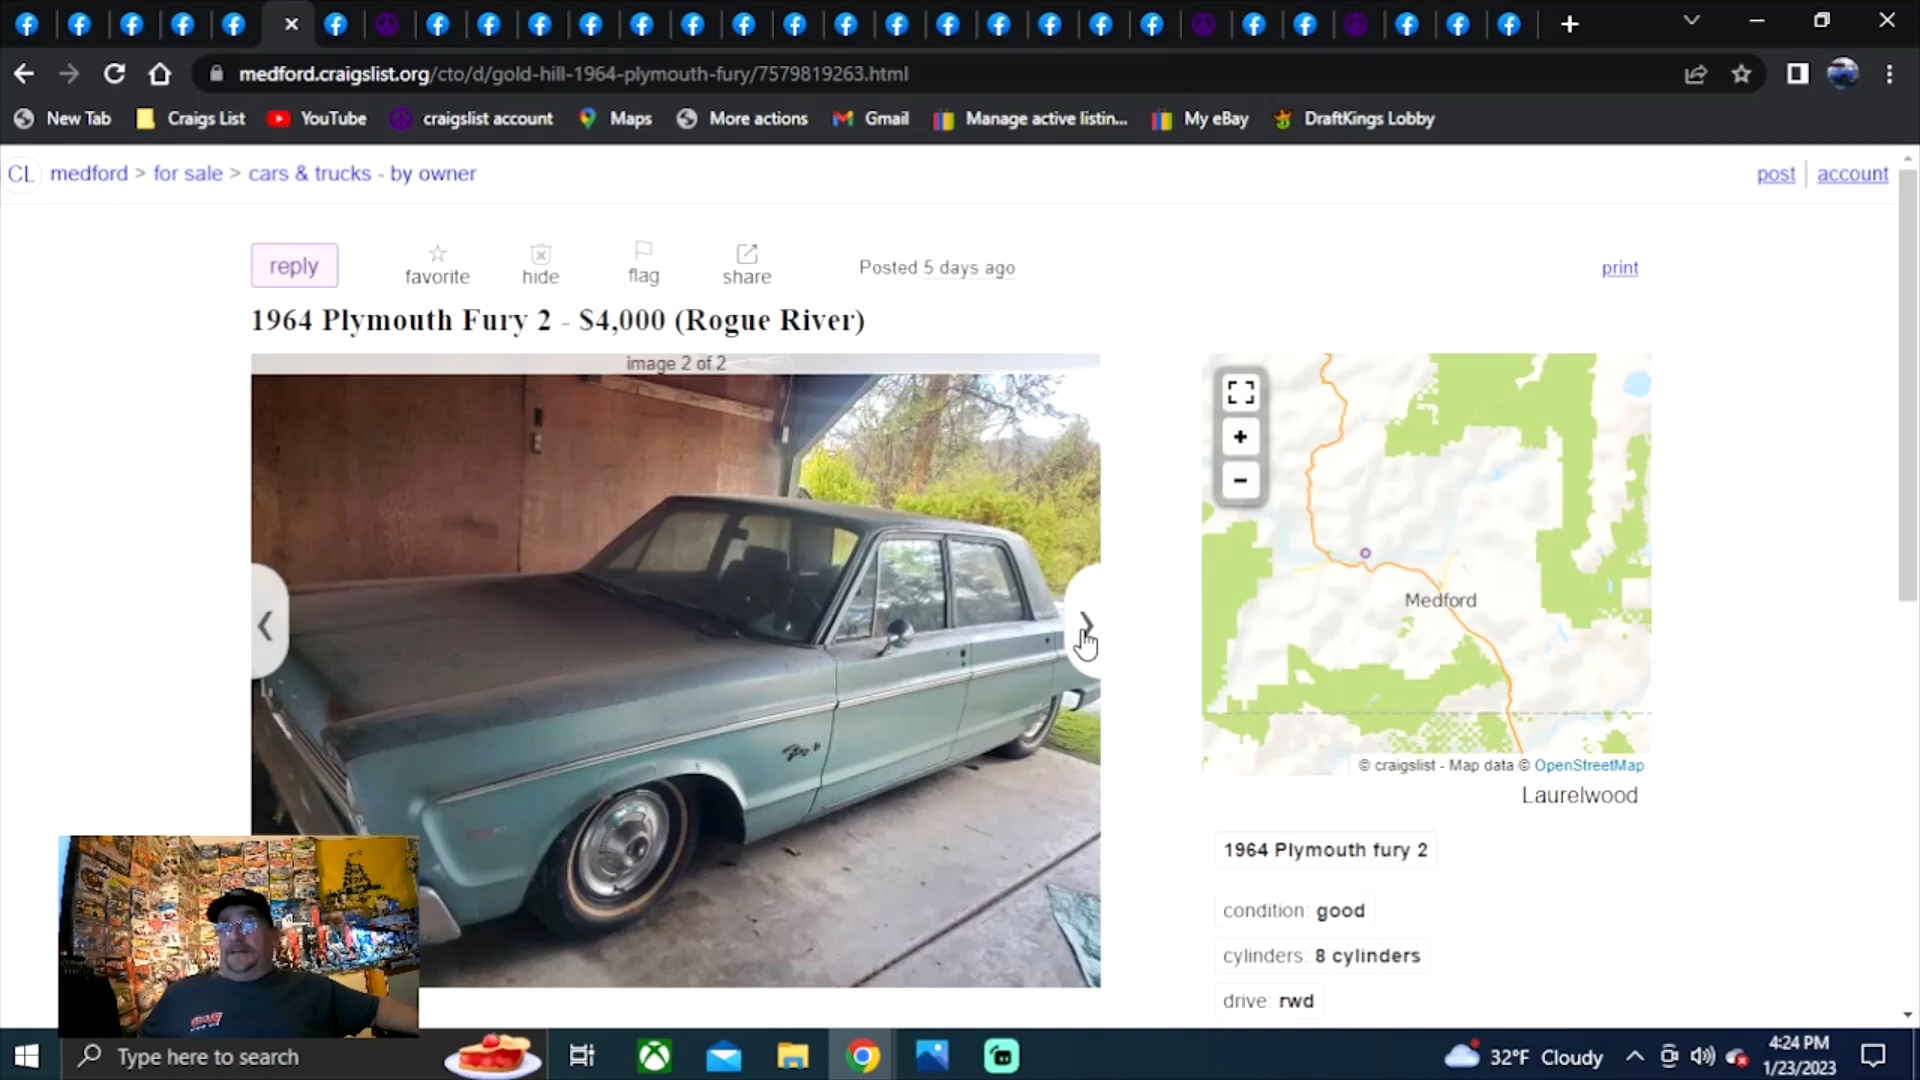 medford.craigslist.org/cto/d/gold-hill-1964-plymouth-fury/7579819263.html
New Tab Craigs List YouTube craigslist account Maps More actions Gmail Manage active listin... My eBay DraftKings Lobby
CL medford > for sale > cars & trucks - by owner post account
reply favorite hide flag share Posted 5 days ago print
1964 Plymouth Fury 2 - $4,000 (Rogue River)
image 2 of 2
+
−
Medford
© craigslist - Map data © OpenStreetMap
Laurelwood
1964 Plymouth fury 2
condition: good
cylinders: 8 cylinders
drive: rwd
Type here to search
32°F Cloudy
4:24 PM
1/23/2023